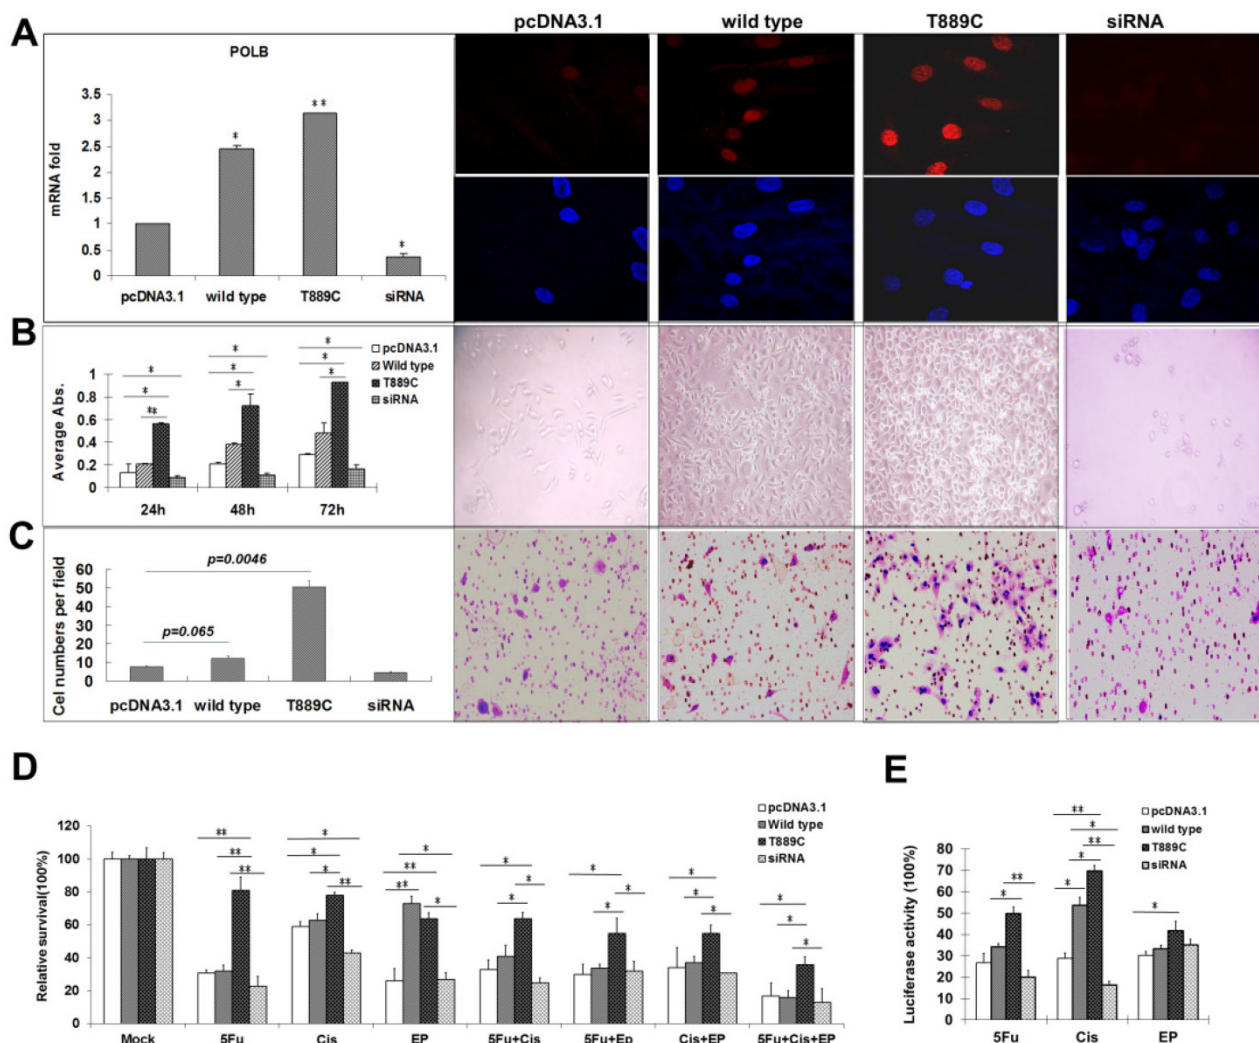 pcDNA3.1 wild type T889C siRNA
A
POLB
mRNA fold
3.5
3
2.5
2
1.5
1
0.5
0
* ** *
pcDNA3.1 wild type T889C siRNA
B
pcDNA3.1
Wild type
T889C
siRNA
Average Abs.
1
0.8
0.6
0.4
0.2
0
* * **
* * *
* * *
24h 48h 72h
C
Cel numbers per field
60
50
40
30
20
10
0
p=0.0046
p=0.065
pcDNA3.1 wild type T889C siRNA
D
pcDNA3.1
Wild type
T889C
siRNA
Relative survival(100%)
120
100
80
60
40
20
0
** ** **
* * * **
* ** ** *
* * *
* * *
* * *
* * *
Mock 5Fu Cis EP 5Fu+Cis 5Fu+Ep Cis+EP 5Fu+Cis+EP
E
pcDNA3.1
wild type
T889C
siRNA
Luciferase activity (100%)
80
70
60
50
40
30
20
10
0
** *
** * ** * *
*
5Fu Cis EP